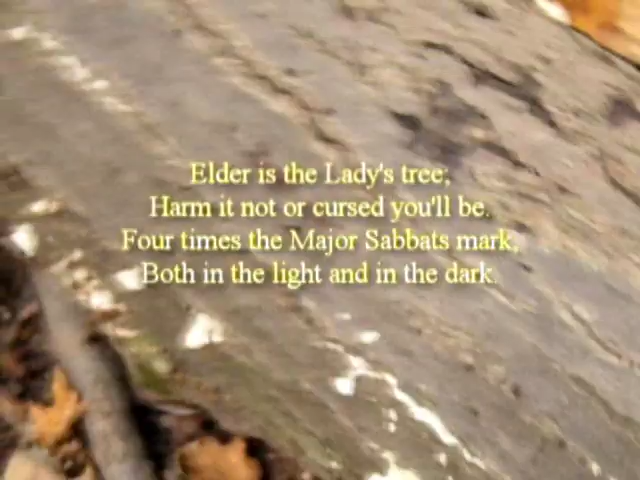 Elder is the Lady's tree;
Harm it not or cursed you'll be.
Four times the Major Sabbats mark,
Both in the light and in the dark.